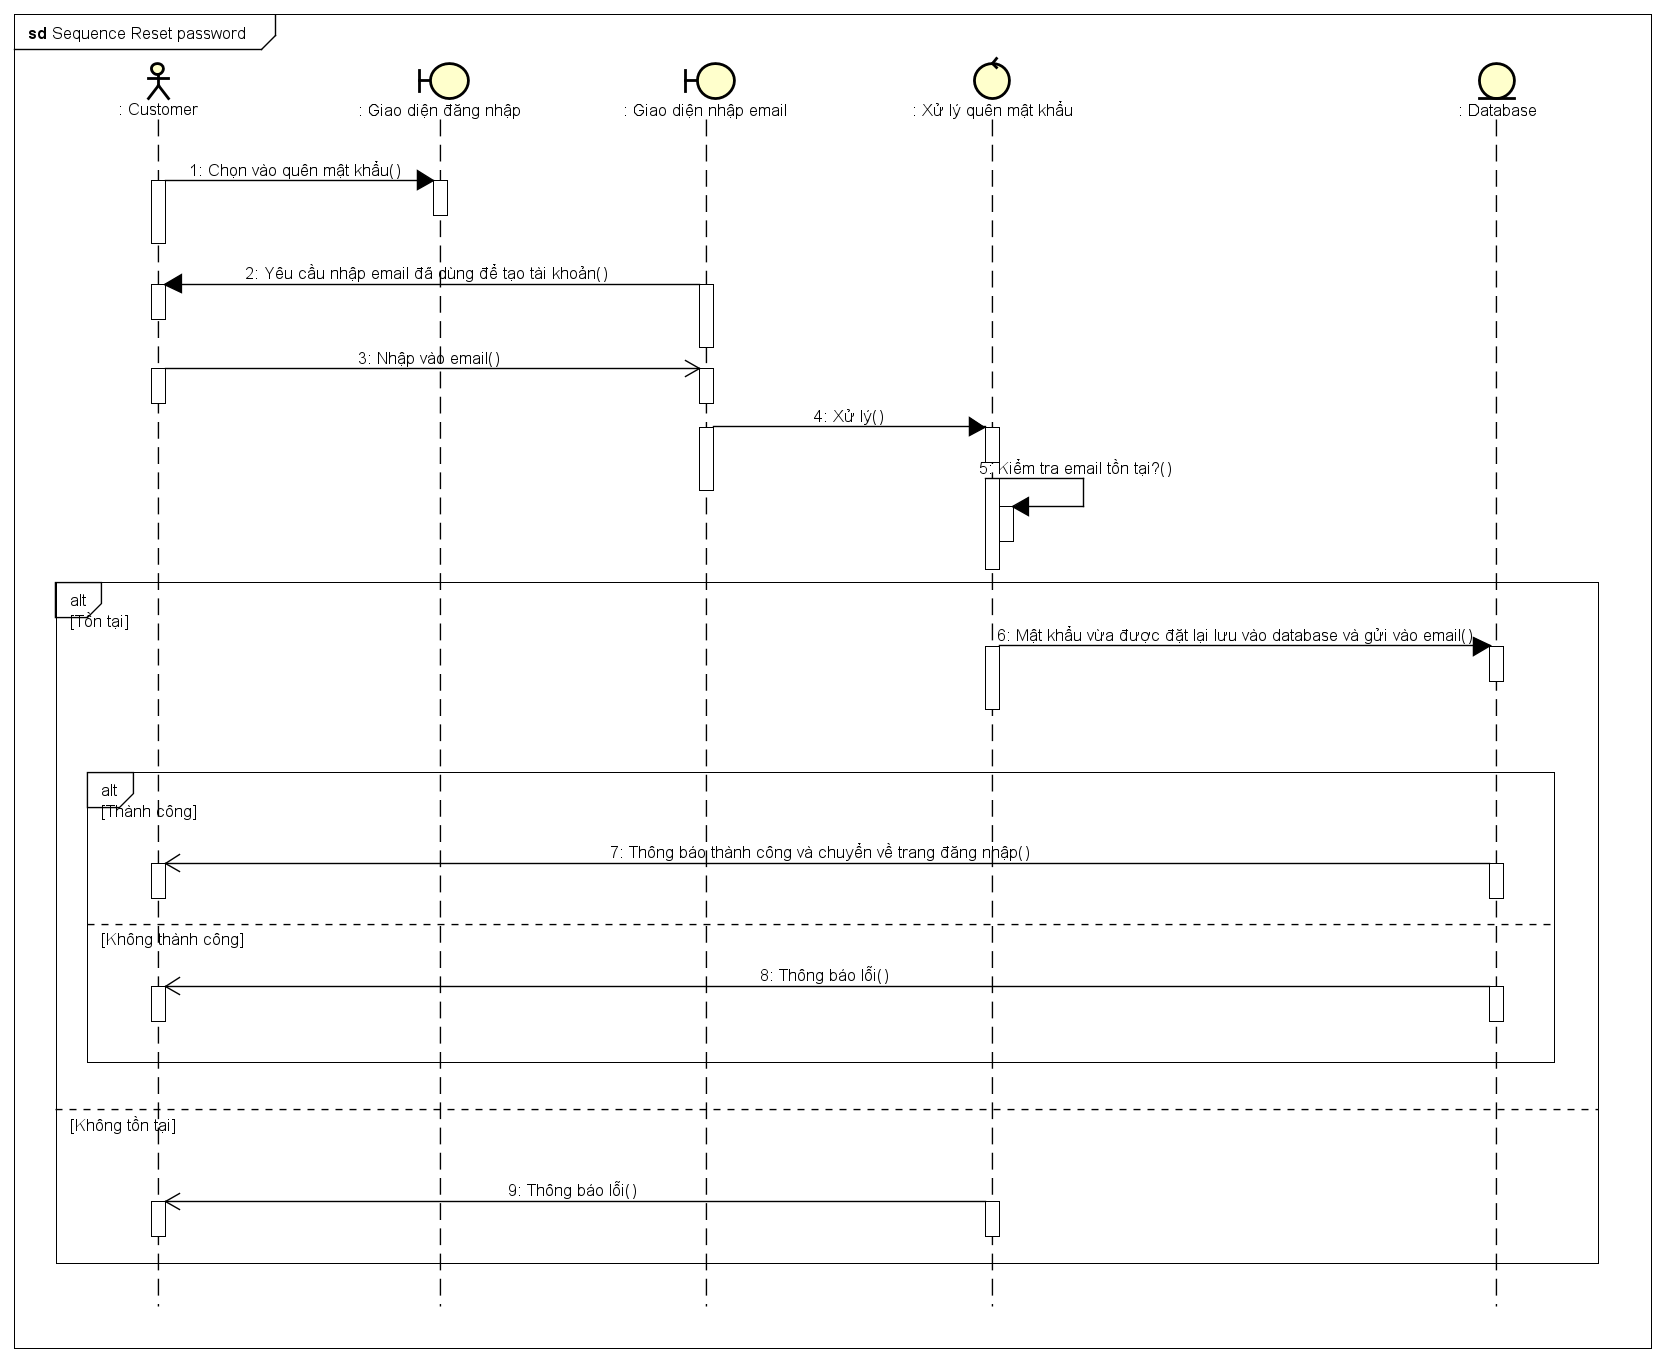 sd Sequence Reset password
: Customer
: Giao diện đăng nhập
: Giao diện nhập email
: Xử lý quên mật khẩu
: Database
1: Chọn vào quên mật khẩu()
2: Yêu cầu nhập email đã dùng để tạo tài khoản()
3: Nhập vào email()
4: Xử lý()
5: Kiểm tra email tồn tại?()
alt
[Tồn tại]
6: Mật khẩu vừa được đặt lại lưu vào database và gửi vào email()
alt
[Thành công]
7: Thông báo thành công và chuyển về trang đăng nhập()
[Không thành công]
8: Thông báo lỗi()
[Không tồn tại]
9: Thông báo lỗi()